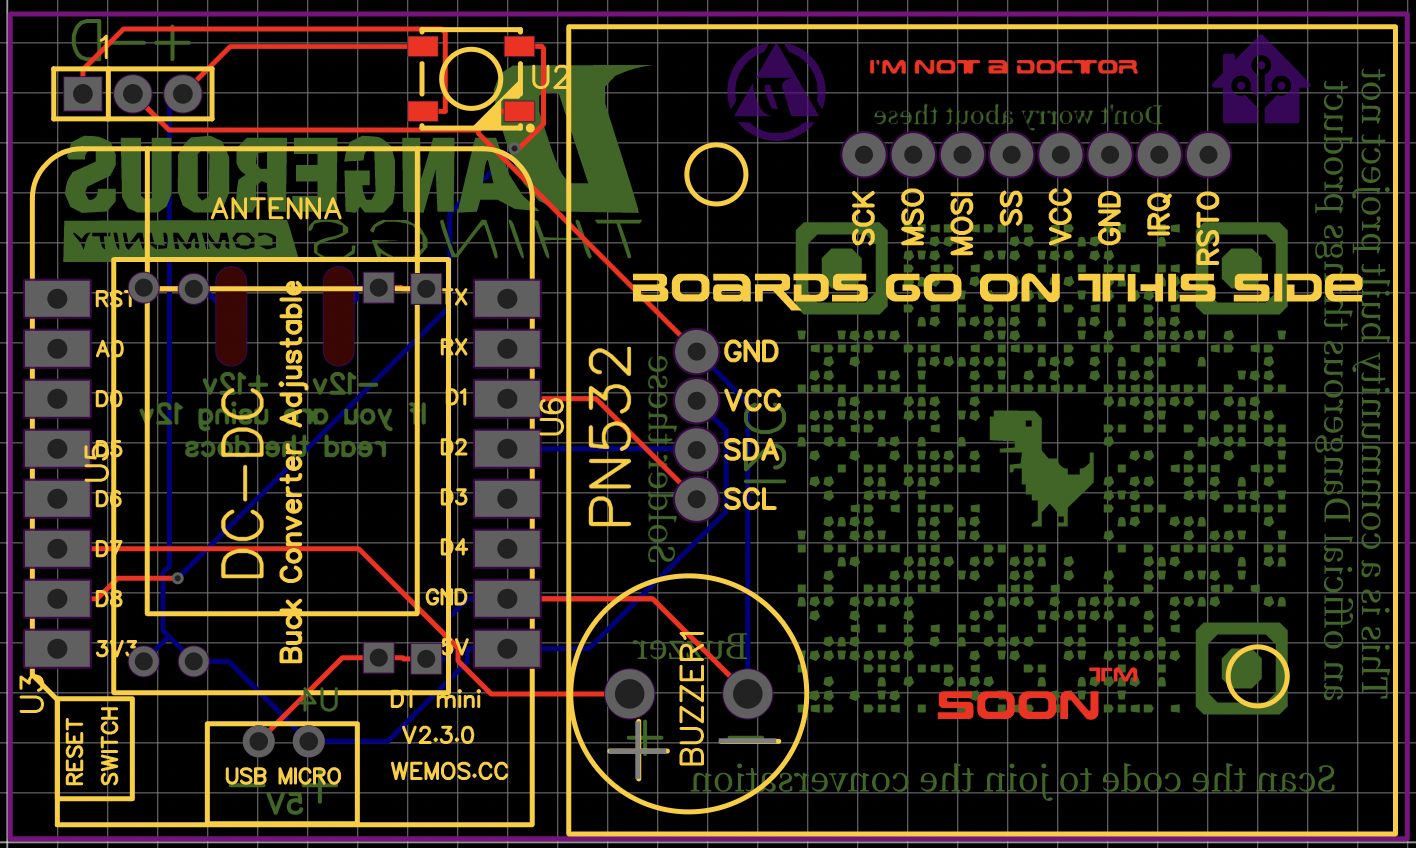 D - +
1
U2
I'M NOT A DOCTOR
Don't worry about these
DANGEROUS
THINGS
COMMUNITY
ANTENNA
SCK
MSO
MOSI
SS
VCC
GND
IRQ
RSTO
BOARDS GO ON THIS SIDE
RST
A0
D0
D5
D6
D7
D8
3V3
TX
RX
D1
D2
D3
D4
GND
5V
-12v +12v
If you are using 12v
read the docs
DC-DC
Buck Converter Adjustable
U5
U6
PN532
Solder these
GND
VCC
SDA
SCL
Buzzer
BUZZER1
+ -
U3
RESET
SWITCH
U4
USB MICRO
- +
5V
D1 mini
V2.3.0
WEMOS.CC
SOON™
Scan the code to join the conversation
This is a community built project not
an official Dangerous things product